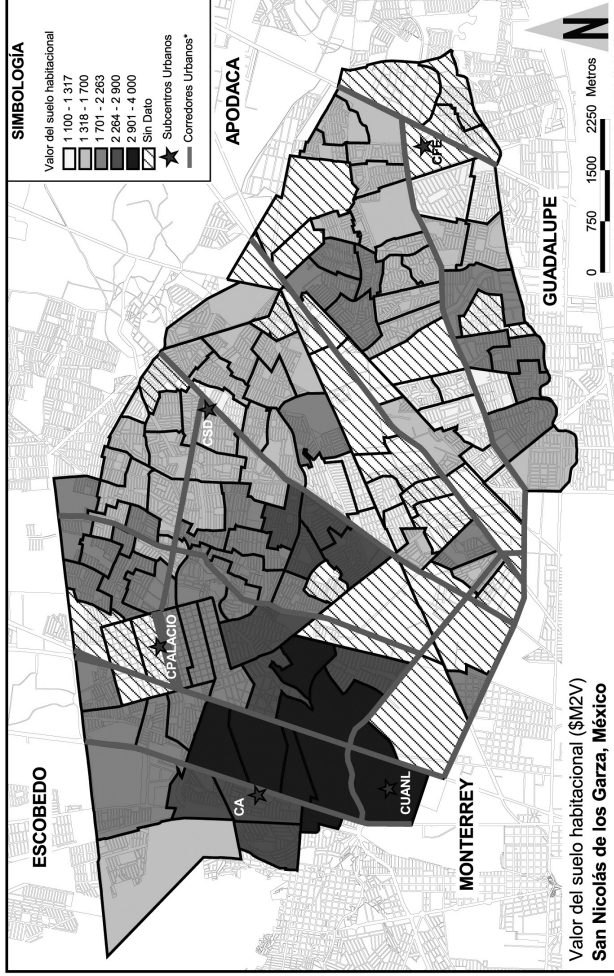 SIMBOLOGÍA
Valor del suelo habitacional
1 100 - 1 317
1 318 - 1 700
1 701 - 2 263
2 264 - 2 900
2 901 - 4 000
Sin Dato
Subcentros Urbanos
Corredores Urbanos*
ESCOBEDO
APODACA
CPALACIO
CSD
CA
CUANL
CPE
MONTERREY
GUADALUPE
N
0 750 1500 2250 Metros
Valor del suelo habitacional ($M2V)
San Nicolás de los Garza, México